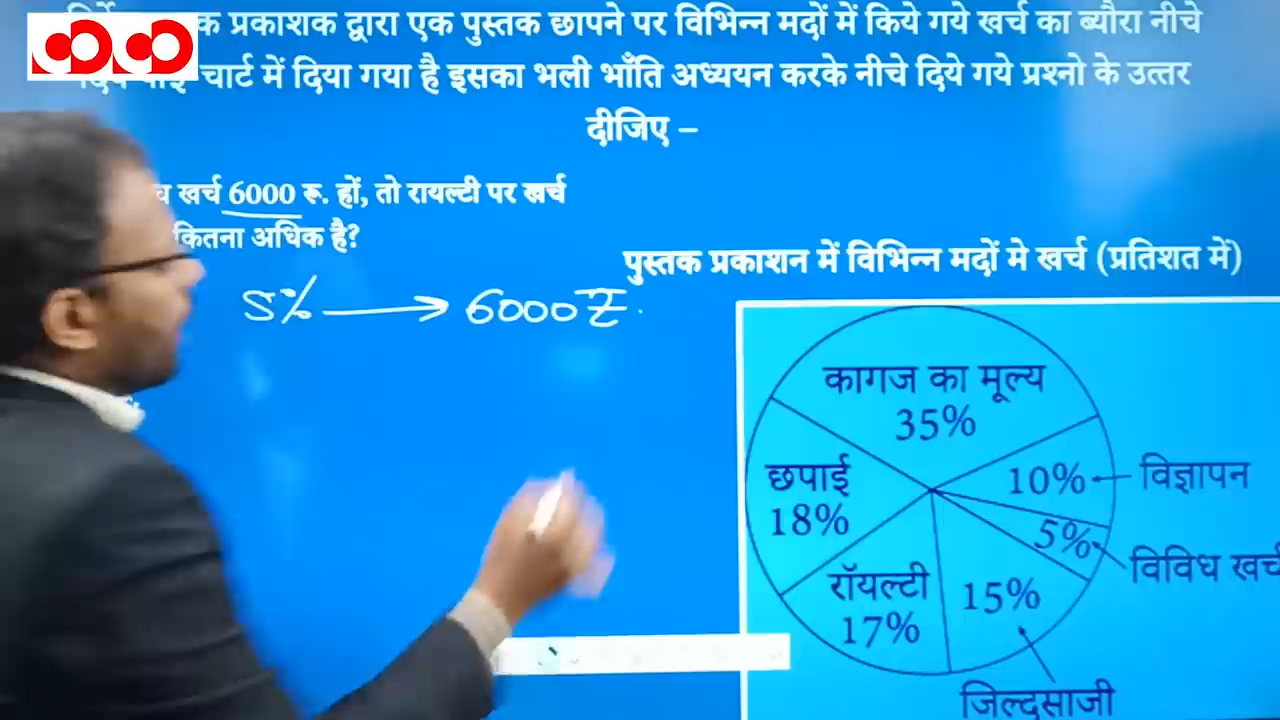 प्रकाशक द्वारा एक पुस्तक छापने पर विभिन्न मदों में किये गये खर्च का ब्यौरा नीचे
चार्ट में दिया गया है इसका भली भाँति अध्ययन करके नीचे दिये गये प्रश्नो के उत्तर
दीजिए –
खर्च 6000 रू. हों, तो रायल्टी पर खर्च
कितना अधिक है?
पुस्तक प्रकाशन में विभिन्न मदों मे खर्च (प्रतिशत में)
5% → 6000 ₹.
कागज का मूल्य
35%
10% ← विज्ञापन
छपाई
18%
5%
विविध खर्च
रॉयल्टी
17%
15%
जिल्दसाजी